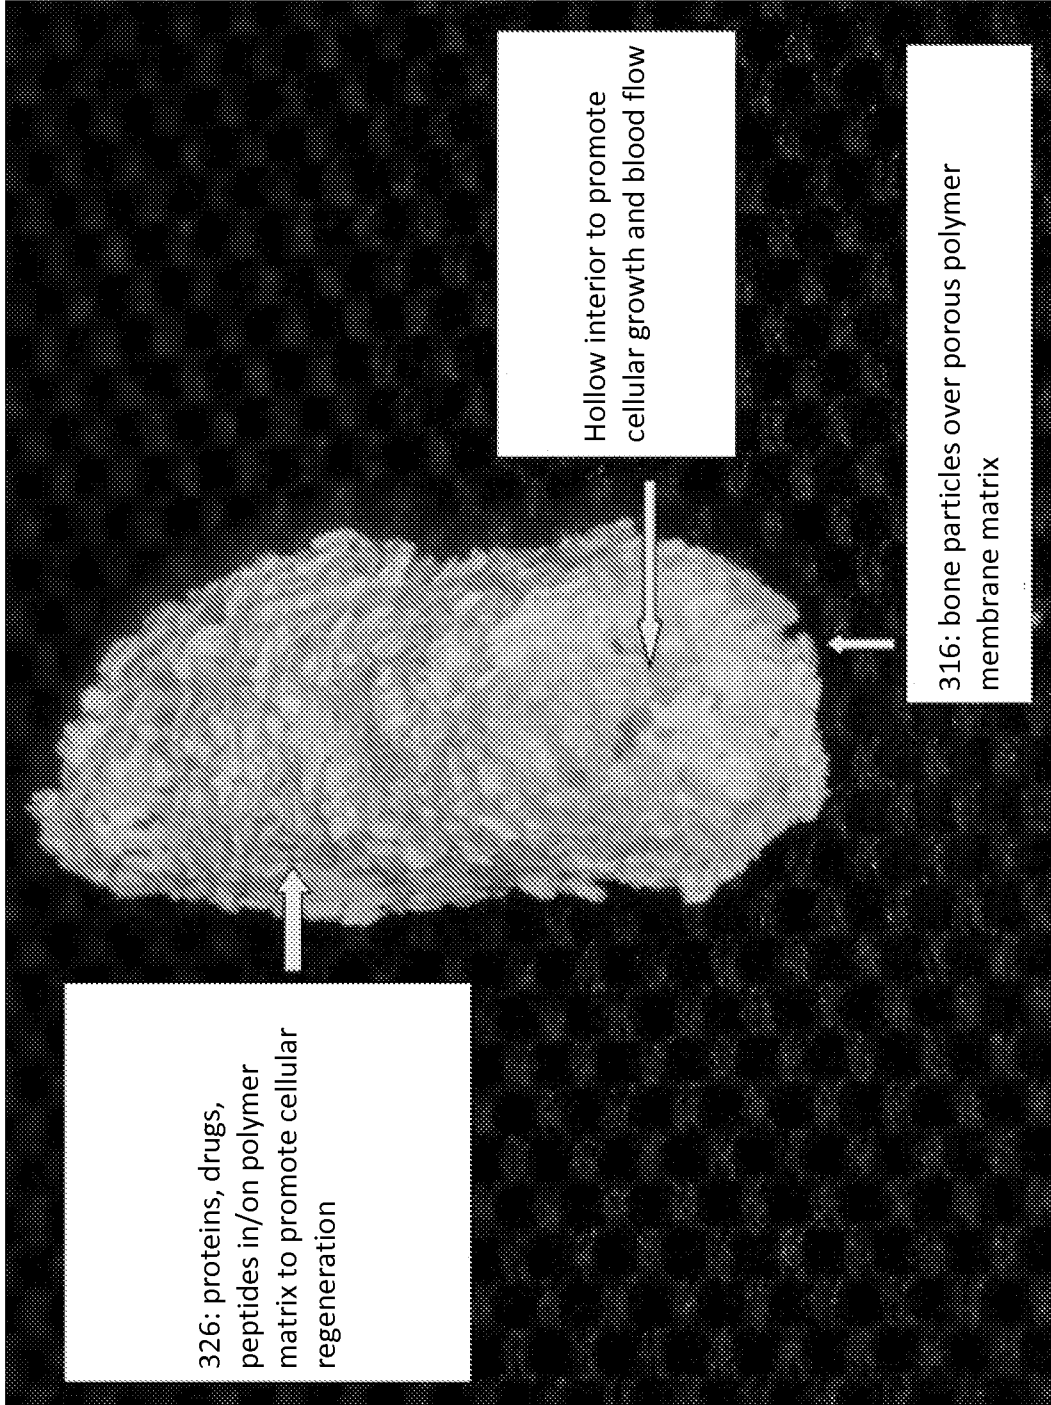 326: proteins, drugs,
peptides in/on polymer
matrix to promote cellular
regeneration
Hollow interior to promote
cellular growth and blood flow
316: bone particles over porous polymer
membrane matrix